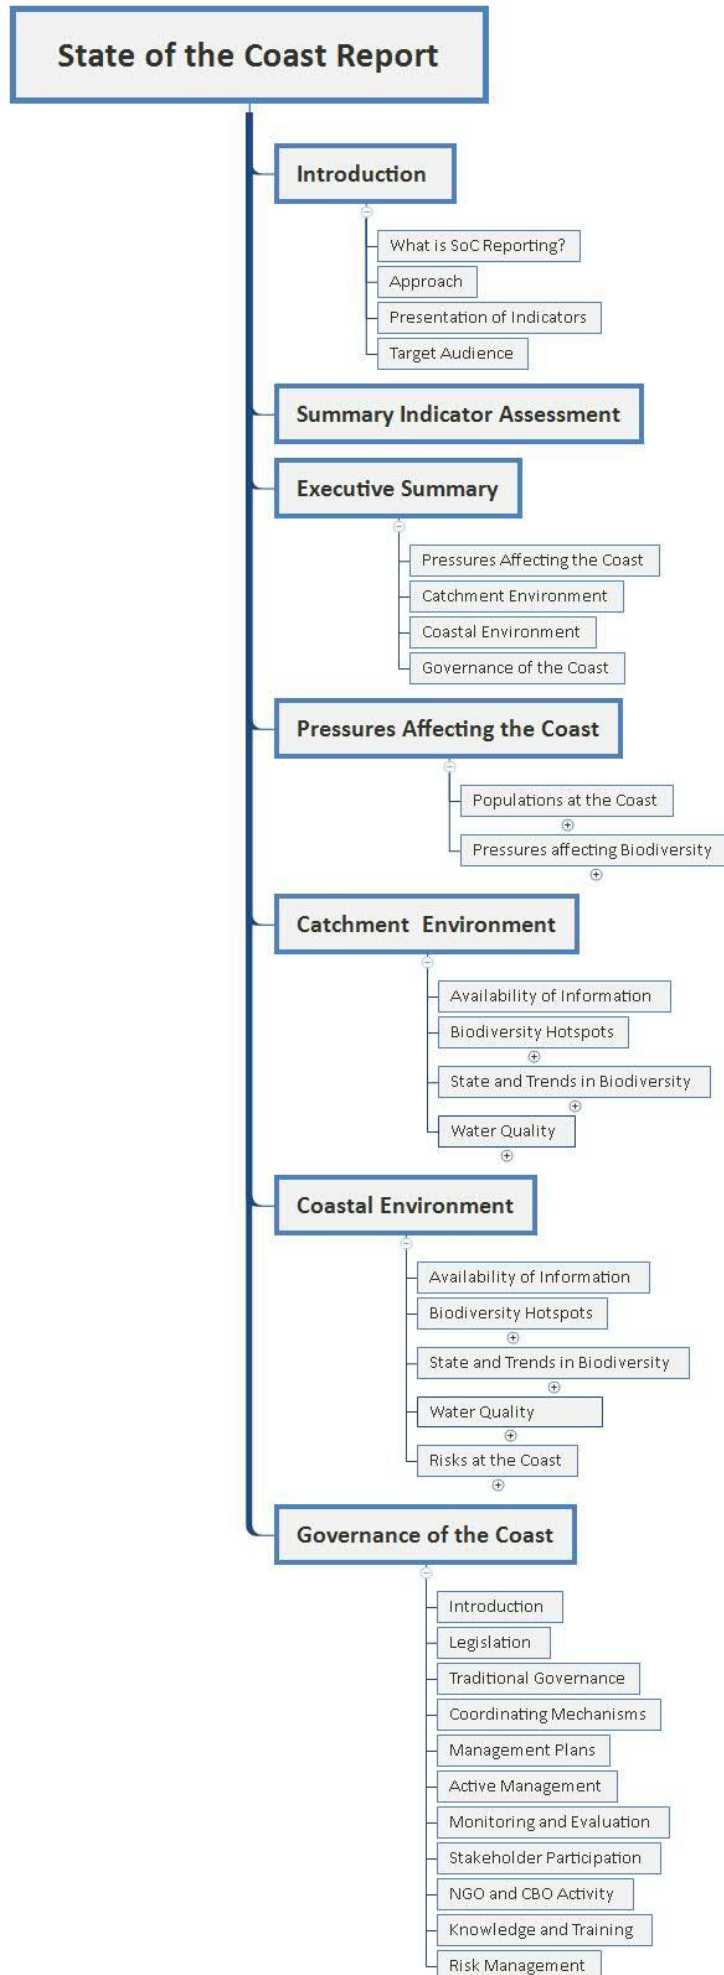 State of the Coast Report
Introduction
What is SoC Reporting?
Approach
Presentation of Indicators
Target Audience
Summary Indicator Assessment
Executive Summary
Pressures Affecting the Coast
Catchment Environment
Coastal Environment
Governance of the Coast
Pressures Affecting the Coast
Populations at the Coast
Pressures affecting Biodiversity
Catchment  Environment
Availability of Information
Biodiversity Hotspots
State and Trends in Biodiversity
Water Quality
Coastal Environment
Availability of Information
Biodiversity Hotspots
State and Trends in Biodiversity
Water Quality
Risks at the Coast
Governance of the Coast
Introduction
Legislation
Traditional Governance
Coordinating Mechanisms
Management Plans
Active Management
Monitoring and Evaluation
Stakeholder Participation
NGO and CBO Activity
Knowledge and Training
Risk Management